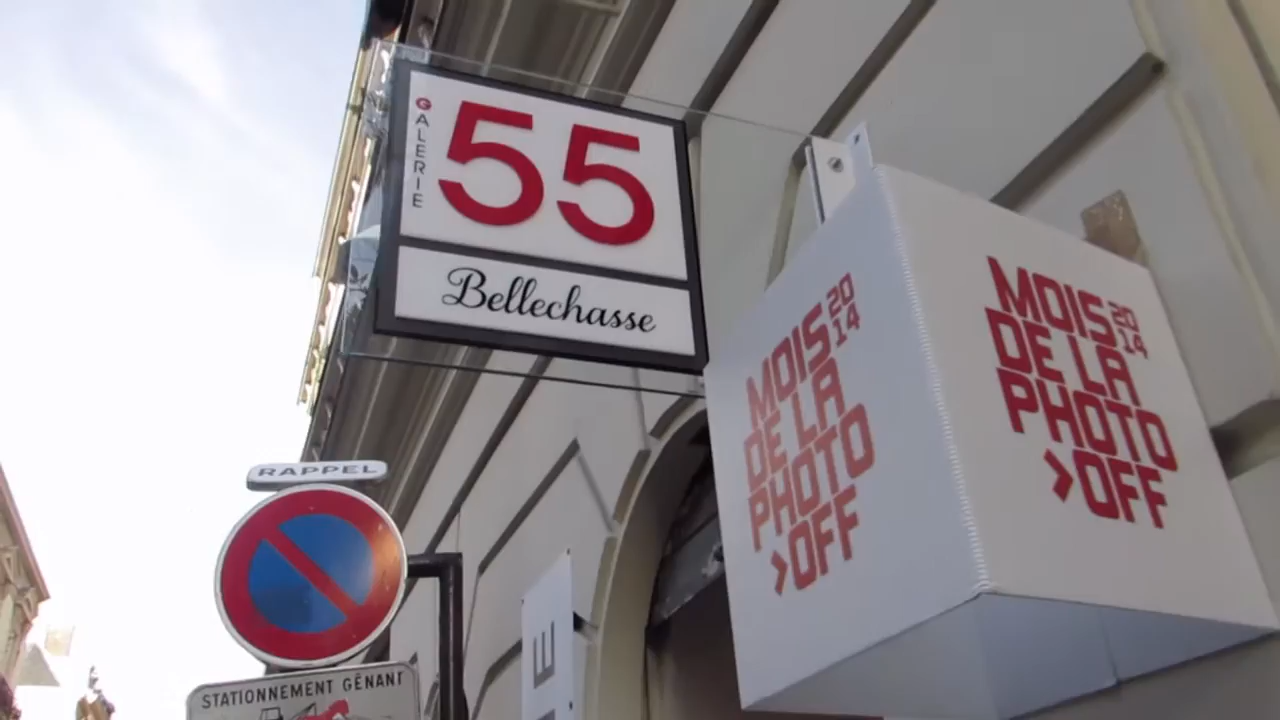 GALERIE
55
Bellechasse
MOIS 2014
DE LA
PHOTO
>OFF
MOIS 2014
DE LA
PHOTO
>OFF
RAPPEL
STATIONNEMENT GÊNANT
E